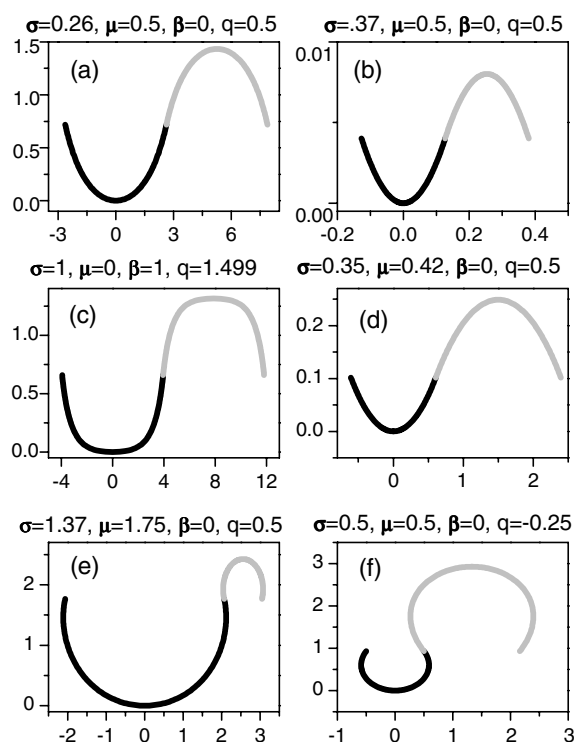 σ=0.26, μ=0.5, β=0, q=0.5
σ=.37, μ=0.5, β=0, q=0.5
(a)
1.5
1.0
0.5
0.0
-3 0 3 6
(b)
0.01
0.00
0.0 0.2 0.4
σ=1, μ=0, β=1, q=1.499
σ=0.35, μ=0.42, β=0, q=0.5
(c)
1.0
0.5
0.0
-4 0 4 8 12
(d)
0.2
0.1
0.0
0 1 2
σ=1.37, μ=1.75, β=0, q=0.5
σ=0.5, μ=0.5, β=0, q=-0.25
(e)
2
1
0
-2 -1 0 1 2 3
(f)
3
2
1
0
-1 0 1 2 3